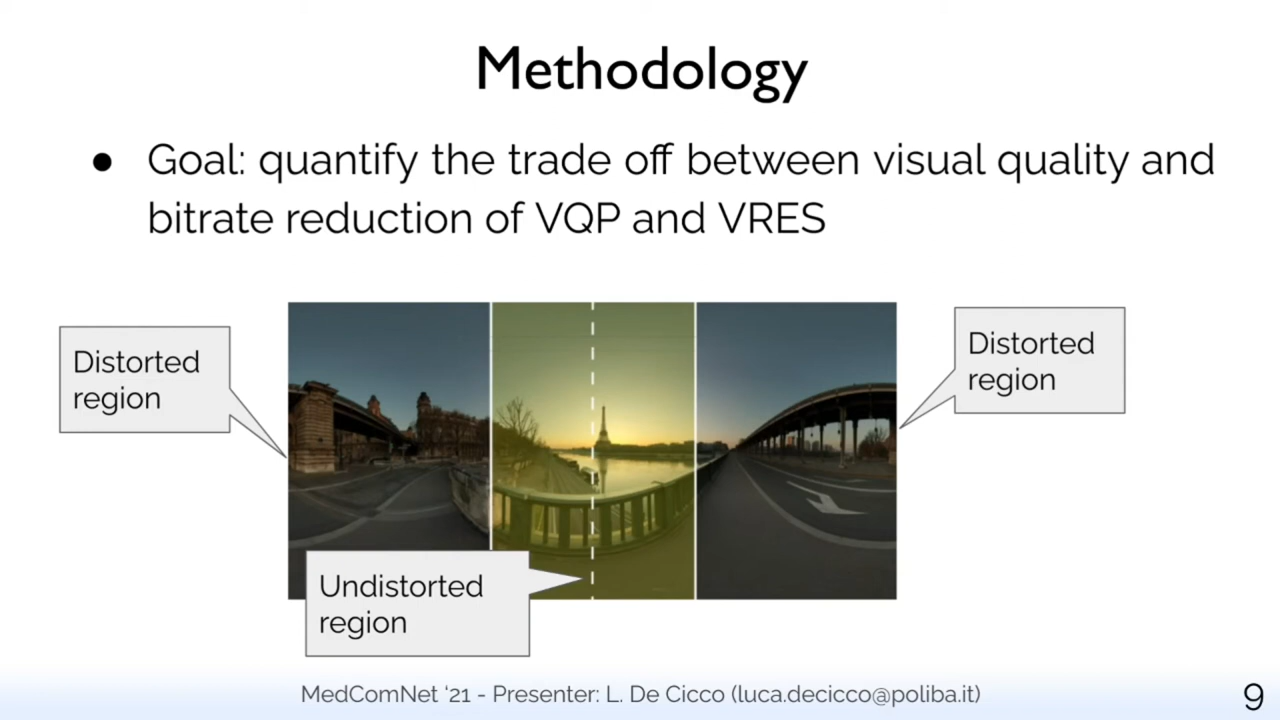 Methodology
● Goal: quantify the trade off between visual quality and
bitrate reduction of VQP and VRES
Distorted
region
Distorted
region
Undistorted
region
MedComNet ‘21 - Presenter: L. De Cicco (luca.decicco@poliba.it)
9